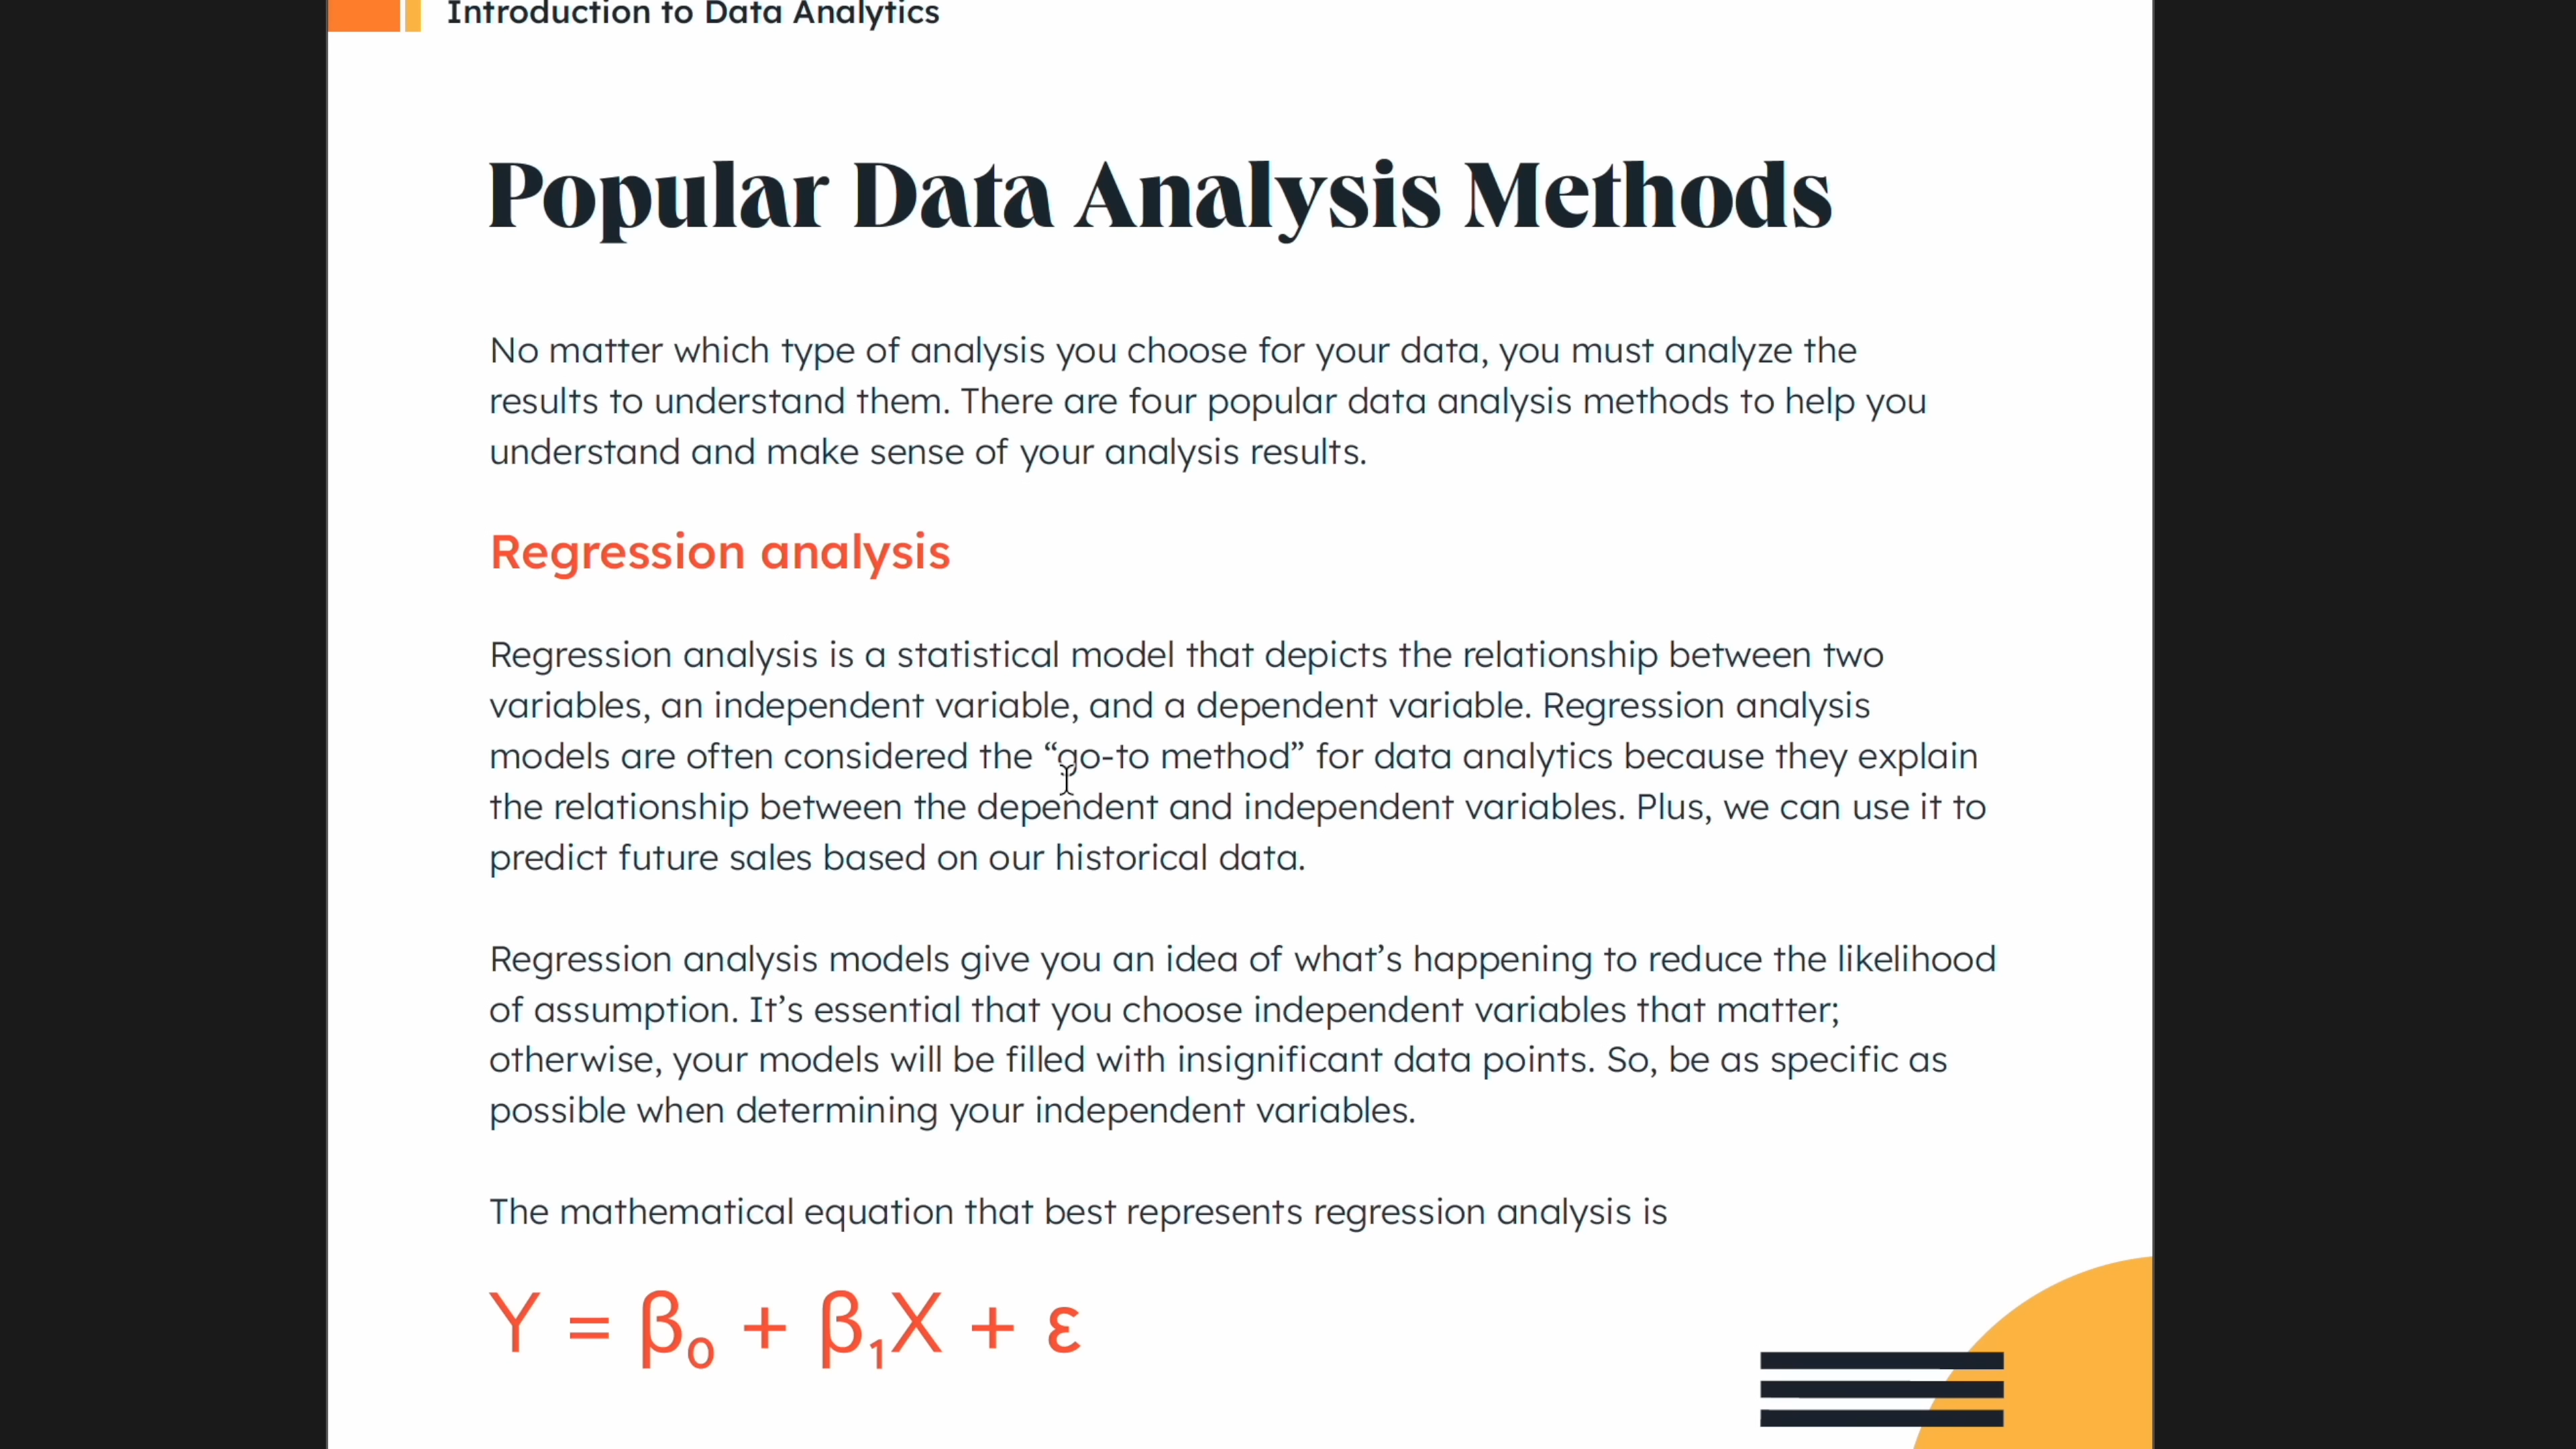 Introduction to Data Analytics
Popular Data Analysis Methods
No matter which type of analysis you choose for your data, you must analyze the
results to understand them. There are four popular data analysis methods to help you
understand and make sense of your analysis results.
Regression analysis
Regression analysis is a statistical model that depicts the relationship between two
variables, an independent variable, and a dependent variable. Regression analysis
models are often considered the “go-to method” for data analytics because they explain
the relationship between the dependent and independent variables. Plus, we can use it to
predict future sales based on our historical data.
Regression analysis models give you an idea of what’s happening to reduce the likelihood
of assumption. It’s essential that you choose independent variables that matter;
otherwise, your models will be filled with insignificant data points. So, be as specific as
possible when determining your independent variables.
The mathematical equation that best represents regression analysis is
Y = β₀ + β₁X + ε